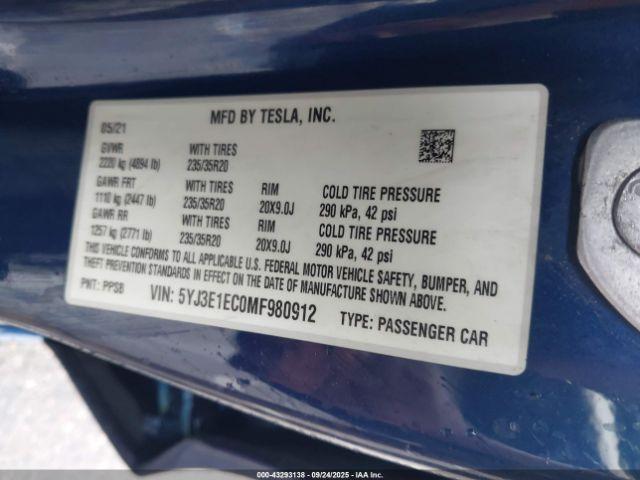 MFD BY TESLA, INC.
05/21
GVWR WITH TIRES
2220 kg (4894 lb) 235/35R20
GAWR FRT WITH TIRES RIM COLD TIRE PRESSURE
1110 kg (2447 lb) 235/35R20 20X9.0J 290 kPa, 42 psi
GAWR RR WITH TIRES RIM COLD TIRE PRESSURE
1257 kg (2771 lb) 235/35R20 20X9.0J 290 kPa, 42 psi
THIS VEHICLE CONFORMS TO ALL APPLICABLE U.S. FEDERAL MOTOR VEHICLE SAFETY, BUMPER, AND
THEFT PREVENTION STANDARDS IN EFFECT ON THE DATE OF MANUFACTURE SHOWN ABOVE.
PNT: PPSB VIN: 5YJ3E1EC0MF980912 TYPE: PASSENGER CAR
000-43293138 - 09/24/2025 - IAA Inc.